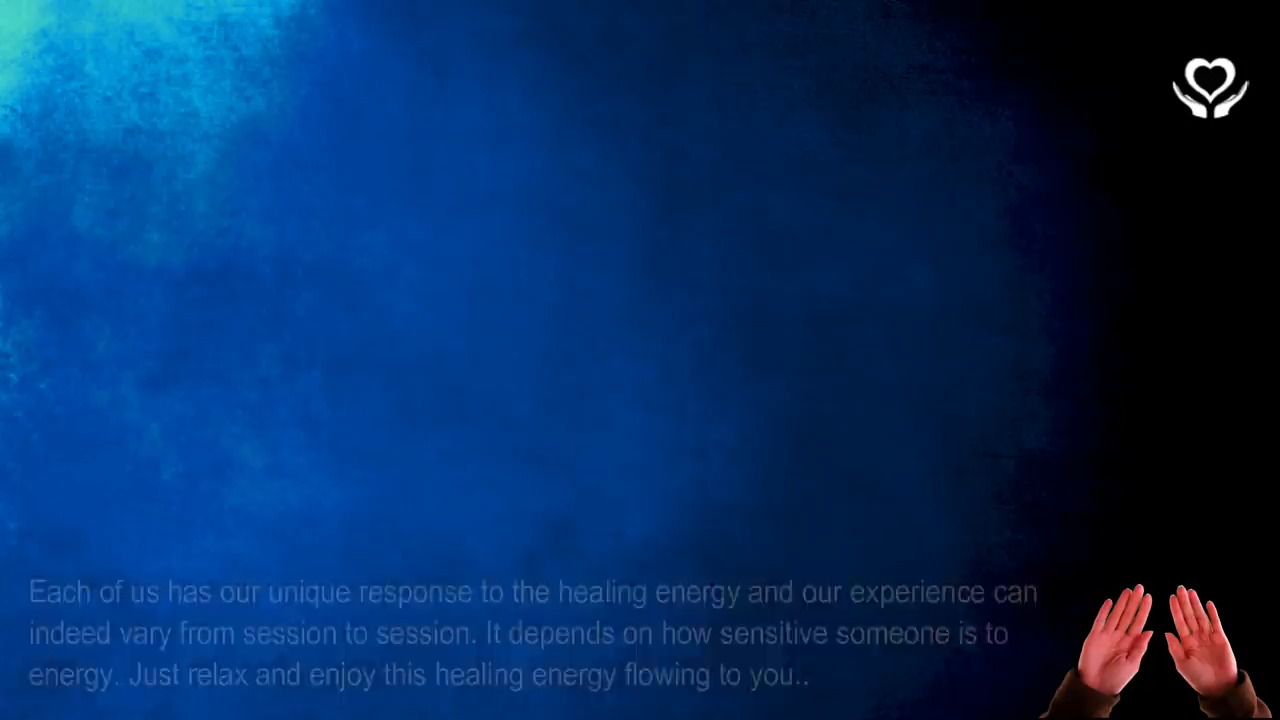 Each of us has our unique response to the healing energy and our experience can
indeed vary from session to session. It depends on how sensitive someone is to
energy. Just relax and enjoy this healing energy flowing to you..